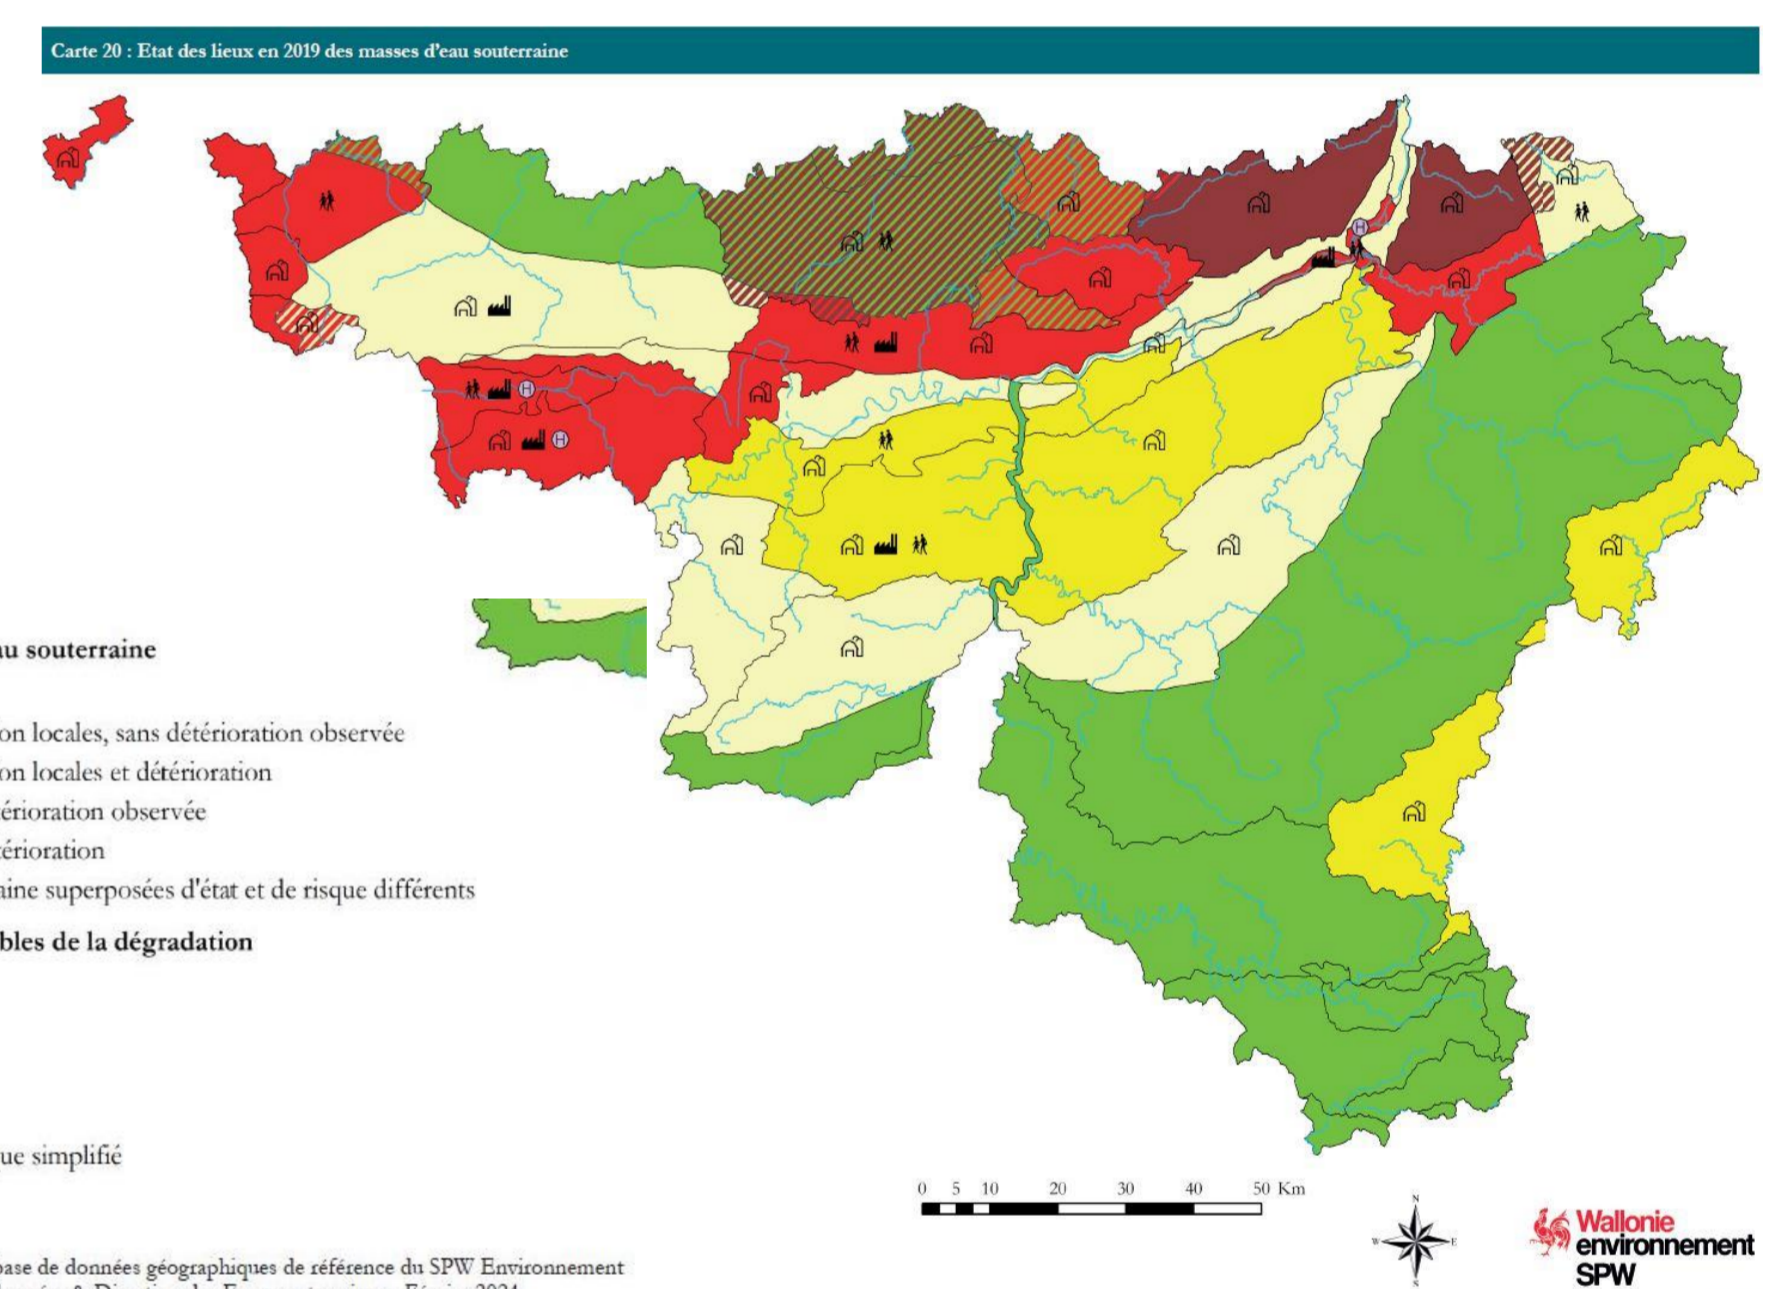 Carte 20 : Etat des lieux en 2019 des masses d'eau souterraine
au souterraine
on locales, sans détérioration observée
on locales et détérioration
térioration observée
térioration
aine superposées d'état et de risque différents
bles de la dégradation
ue simplifié
0 5 10 20 30 40 50 Km
N
W E
S
base de données géographiques de référence du SPW Environnement
Wallonie
environnement
SPW
H
H
H